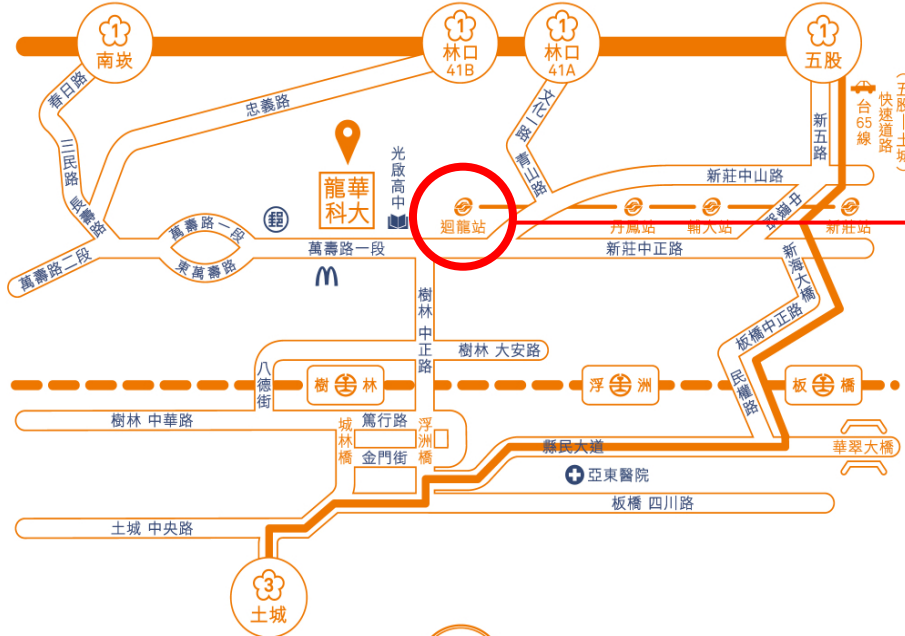 1
南崁
1
林口
41B
1
林口
41A
1
五股
春日路
忠義路
文化一路
青山路
新五路
台65線
快速道路
(五股—土城)
三民路
長壽路
龍華
科大
光啟高中
迴龍站
丹鳳站
輔大站
新莊站
新莊中山路
萬壽路一段
東萬壽路
郵
萬壽路一段
新莊中正路
萬壽路二段
新海大橋
樹林 中正路
板橋中正路
樹林 大安路
八德街
民權路
樹 林
浮 洲
板 橋
樹林 中華路
城林橋
篤行路
浮洲橋
金門街
縣民大道
華翠大橋
亞東醫院
板橋 四川路
土城 中央路
3
土城